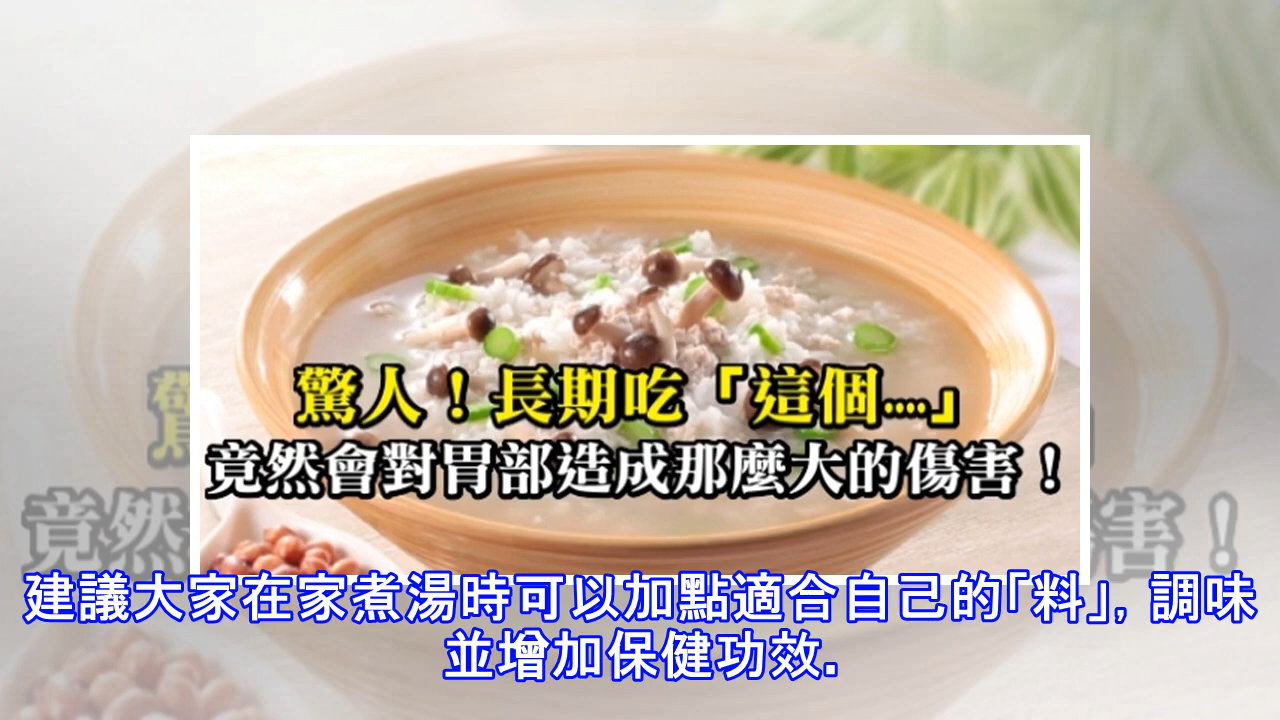 驚人！長期吃「這個....」
竟然會對胃部造成那麼大的傷害！
建議大家在家煮湯時可以加點適合自己的「料」, 調味
並增加保健功效.